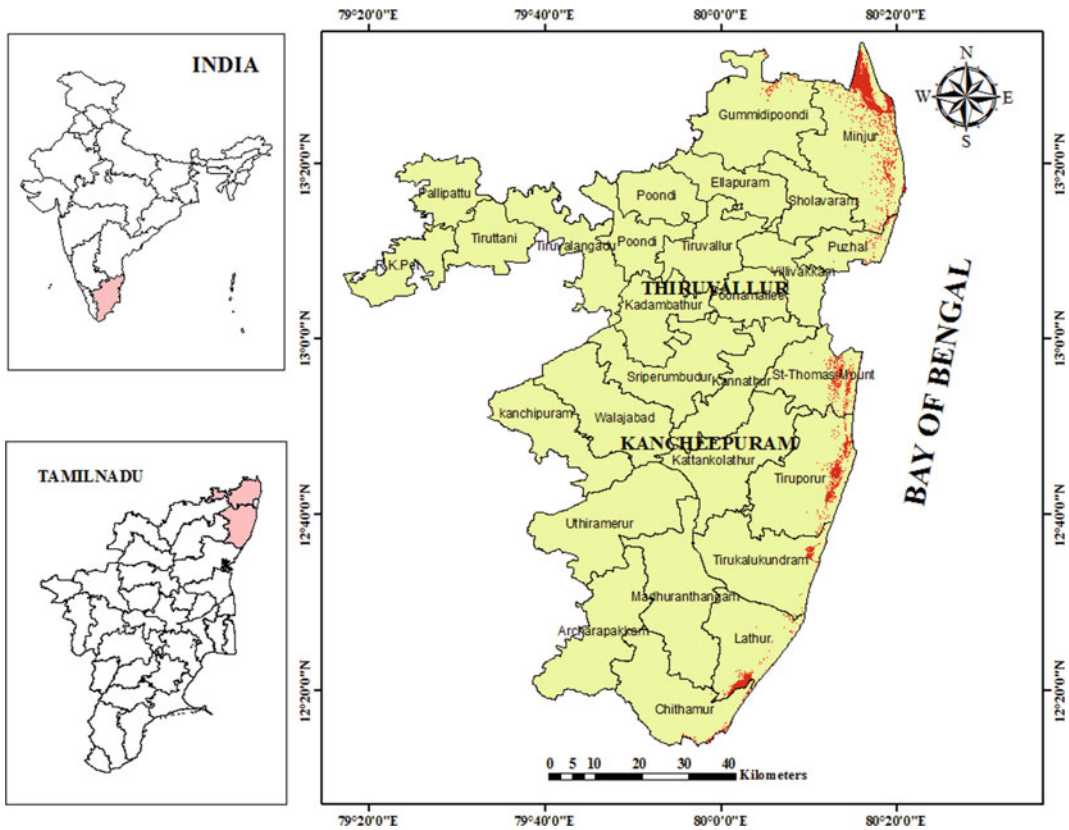 79°20'0"E 79°40'0"E 80°0'0"E 80°20'0"E
INDIA
N
W E
S
Gummidipoondi
Minjur
13°20'0"N 13°20'0"N
Pallipattu
Poondi
Ellapuram
Sholavaram
Tiruttani
Tiruvalangadu
Poondi
Tiruvallur
Puzhal
R.K.Pet
Villivakkam
THIRUVALLUR
Poonamallee
Kadambathur
13°0'0"N 13°0'0"N
BAY OF BENGAL
Sriperumbudur
Kunnathur
St-Thomas-Mount
kanchipuram
Walajabad
KANCHEEPURAM
Kattankolathur
Tiruporur
TAMILNADU
12°40'0"N 12°40'0"N
Uthiramerur
Tirukalukundram
Madhuranthangam
Archarapakkam
Lathur
12°20'0"N 12°20'0"N
Chithamur
0 5 10 20 30 40
Kilometers
79°20'0"E 79°40'0"E 80°0'0"E 80°20'0"E